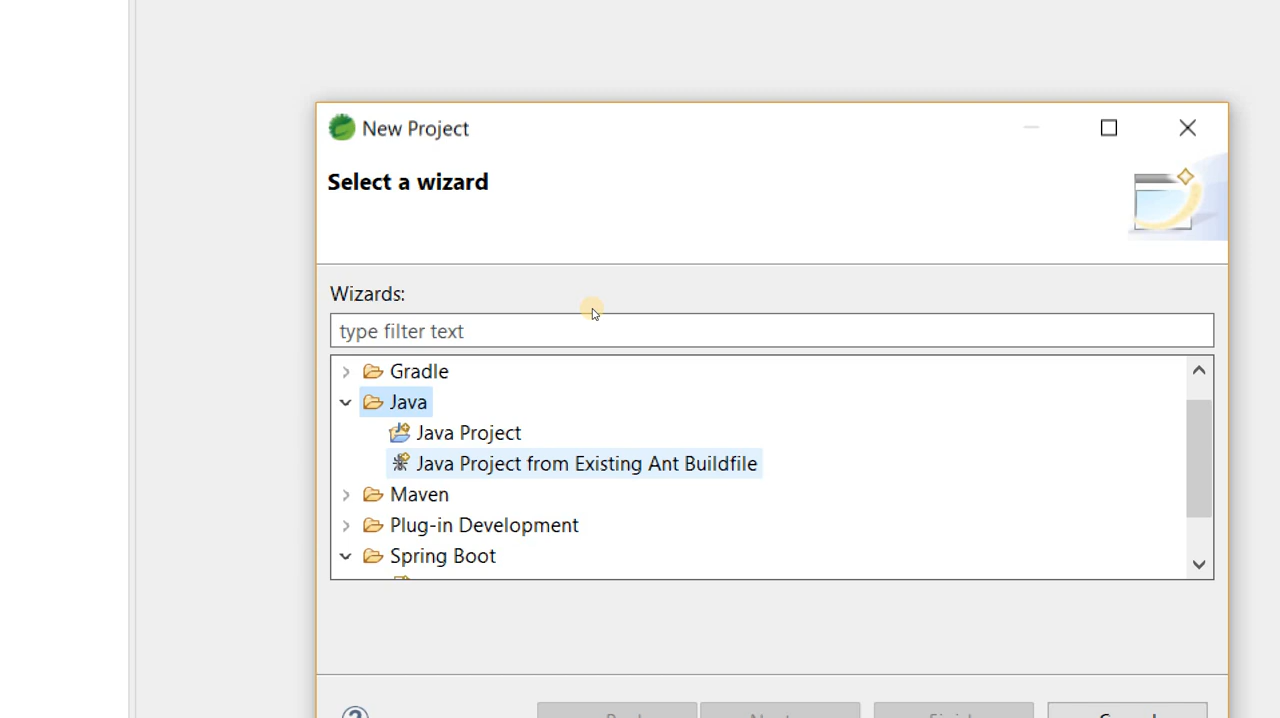 New Project
Select a wizard
Wizards:
type filter text
Gradle
Java
Java Project
Java Project from Existing Ant Buildfile
Maven
Plug-in Development
Spring Boot